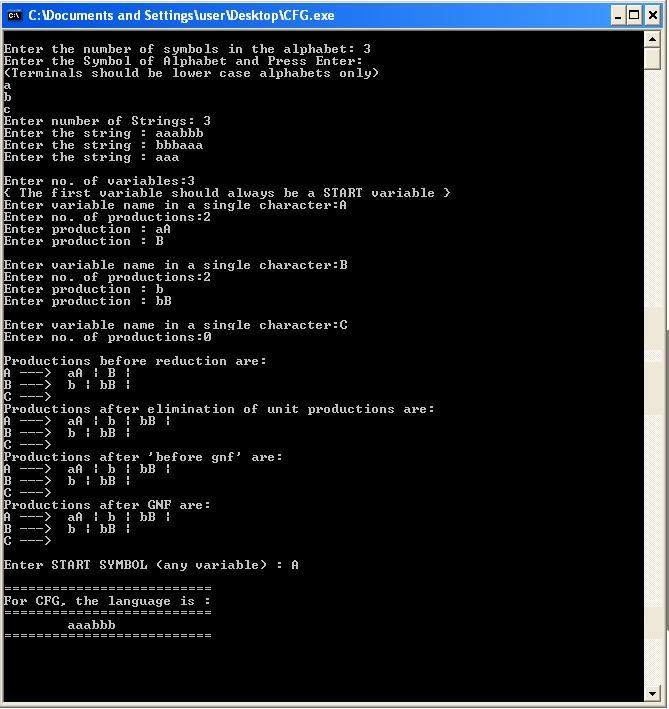 C:\Documents and Settings\user\Desktop\CFG.exe
Enter the number of symbols in the alphabet: 3
Enter the Symbol of Alphabet and Press Enter:
(Terminals should be lower case alphabets only)
a
b
c
Enter number of Strings: 3
Enter the string : aaabbb
Enter the string : bbbaaa
Enter the string : aaa
Enter no. of variables:3
( The first variable should always be a START variable )
Enter variable name in a single character:A
Enter no. of productions:2
Enter production : aA
Enter production : B
Enter variable name in a single character:B
Enter no. of productions:2
Enter production : b
Enter production : bB
Enter variable name in a single character:C
Enter no. of productions:0
Productions before reduction are:
A --->  aA | B |
B --->  b | bB |
C --->
Productions after elimination of unit productions are:
A --->  aA | b | bB |
B --->  b | bB |
C --->
Productions after 'before gnf' are:
A --->  aA | b | bB |
B --->  b | bB |
C --->
Productions after GNF are:
A --->  aA | b | bB |
B --->  b | bB |
C --->
Enter START SYMBOL (any variable) : A
==========================
For CFG, the language is :
==========================
aaabbb
==========================